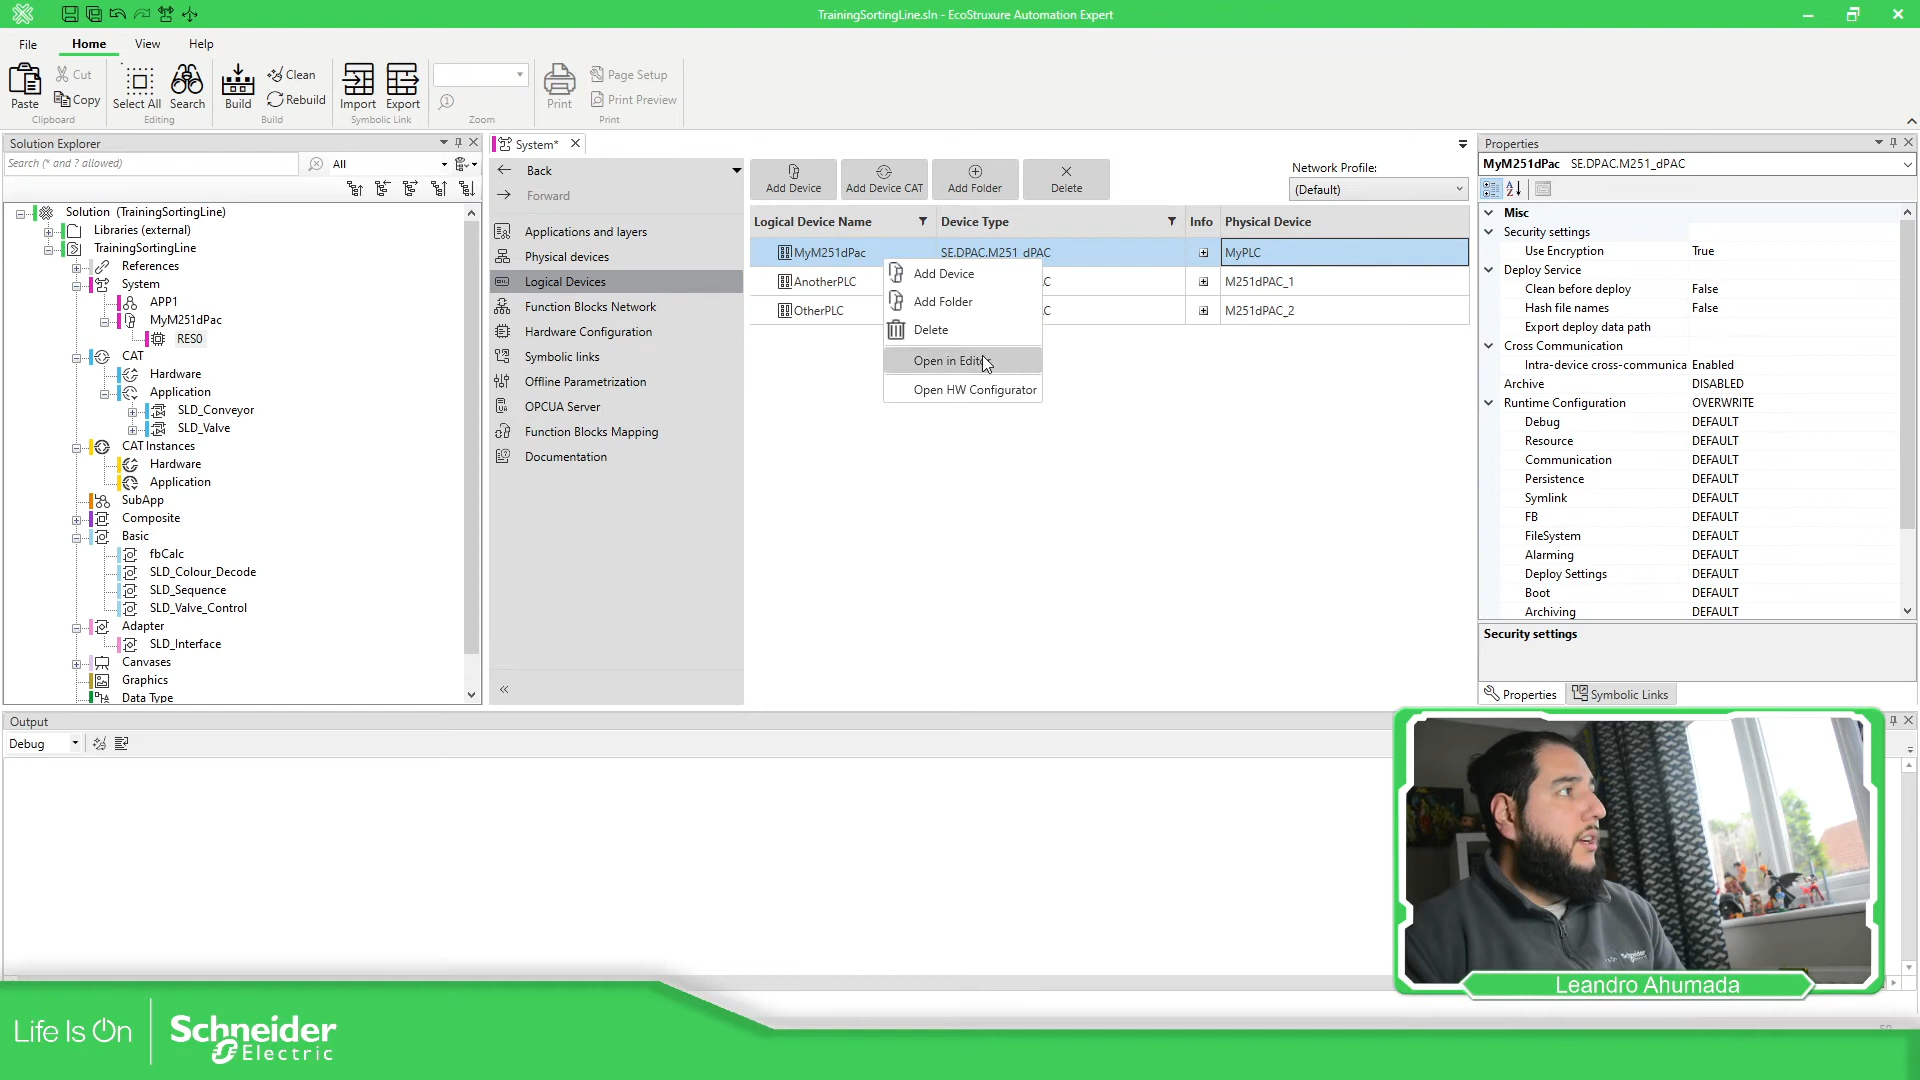 TrainingSortingLine.sln - EcoStruxure Automation Expert
File Home View Help
Paste
Cut
Copy
Clipboard
Select All
Search
Editing
Build
Clean
Rebuild
Build
Import
Export
Symbolic Link
Zoom
Print
Page Setup
Print Preview
Print
Solution Explorer
Search (* and ? allowed)
All
Solution (TrainingSortingLine)
Libraries (external)
TrainingSortingLine
References
System
APP1
MyM251dPac
RES0
CAT
Hardware
Application
SLD_Conveyor
SLD_Valve
CAT Instances
Hardware
Application
SubApp
Composite
Basic
fbCalc
SLD_Colour_Decode
SLD_Sequence
SLD_Valve_Control
Adapter
SLD_Interface
Canvases
Graphics
Data Type
System*
Back
Forward
Applications and layers
Physical devices
Logical Devices
Function Blocks Network
Hardware Configuration
Symbolic links
Offline Parametrization
OPCUA Server
Function Blocks Mapping
Documentation
«
Add Device
Add Device CAT
Add Folder
Delete
Network Profile:
(Default)
Logical Device Name Device Type Info Physical Device
MyM251dPac SE.DPAC.M251_dPAC MyPLC
AnotherPLC M251dPAC_1
OtherPLC M251dPAC_2
Add Device
Add Folder
Delete
Open in Editor
Open HW Configurator
Properties
MyM251dPac SE.DPAC.M251_dPAC
Misc
Security settings
Use Encryption True
Deploy Service
Clean before deploy False
Hash file names False
Export deploy data path
Cross Communication
Intra-device cross-communica Enabled
Archive DISABLED
Runtime Configuration OVERWRITE
Debug DEFAULT
Resource DEFAULT
Communication DEFAULT
Persistence DEFAULT
Symlink DEFAULT
FB DEFAULT
FileSystem DEFAULT
Alarming DEFAULT
Deploy Settings DEFAULT
Boot DEFAULT
Archiving DEFAULT
Security settings
Properties Symbolic Links
Output
Debug
Leandro Ahumada
Life Is On
Schneider
Electric